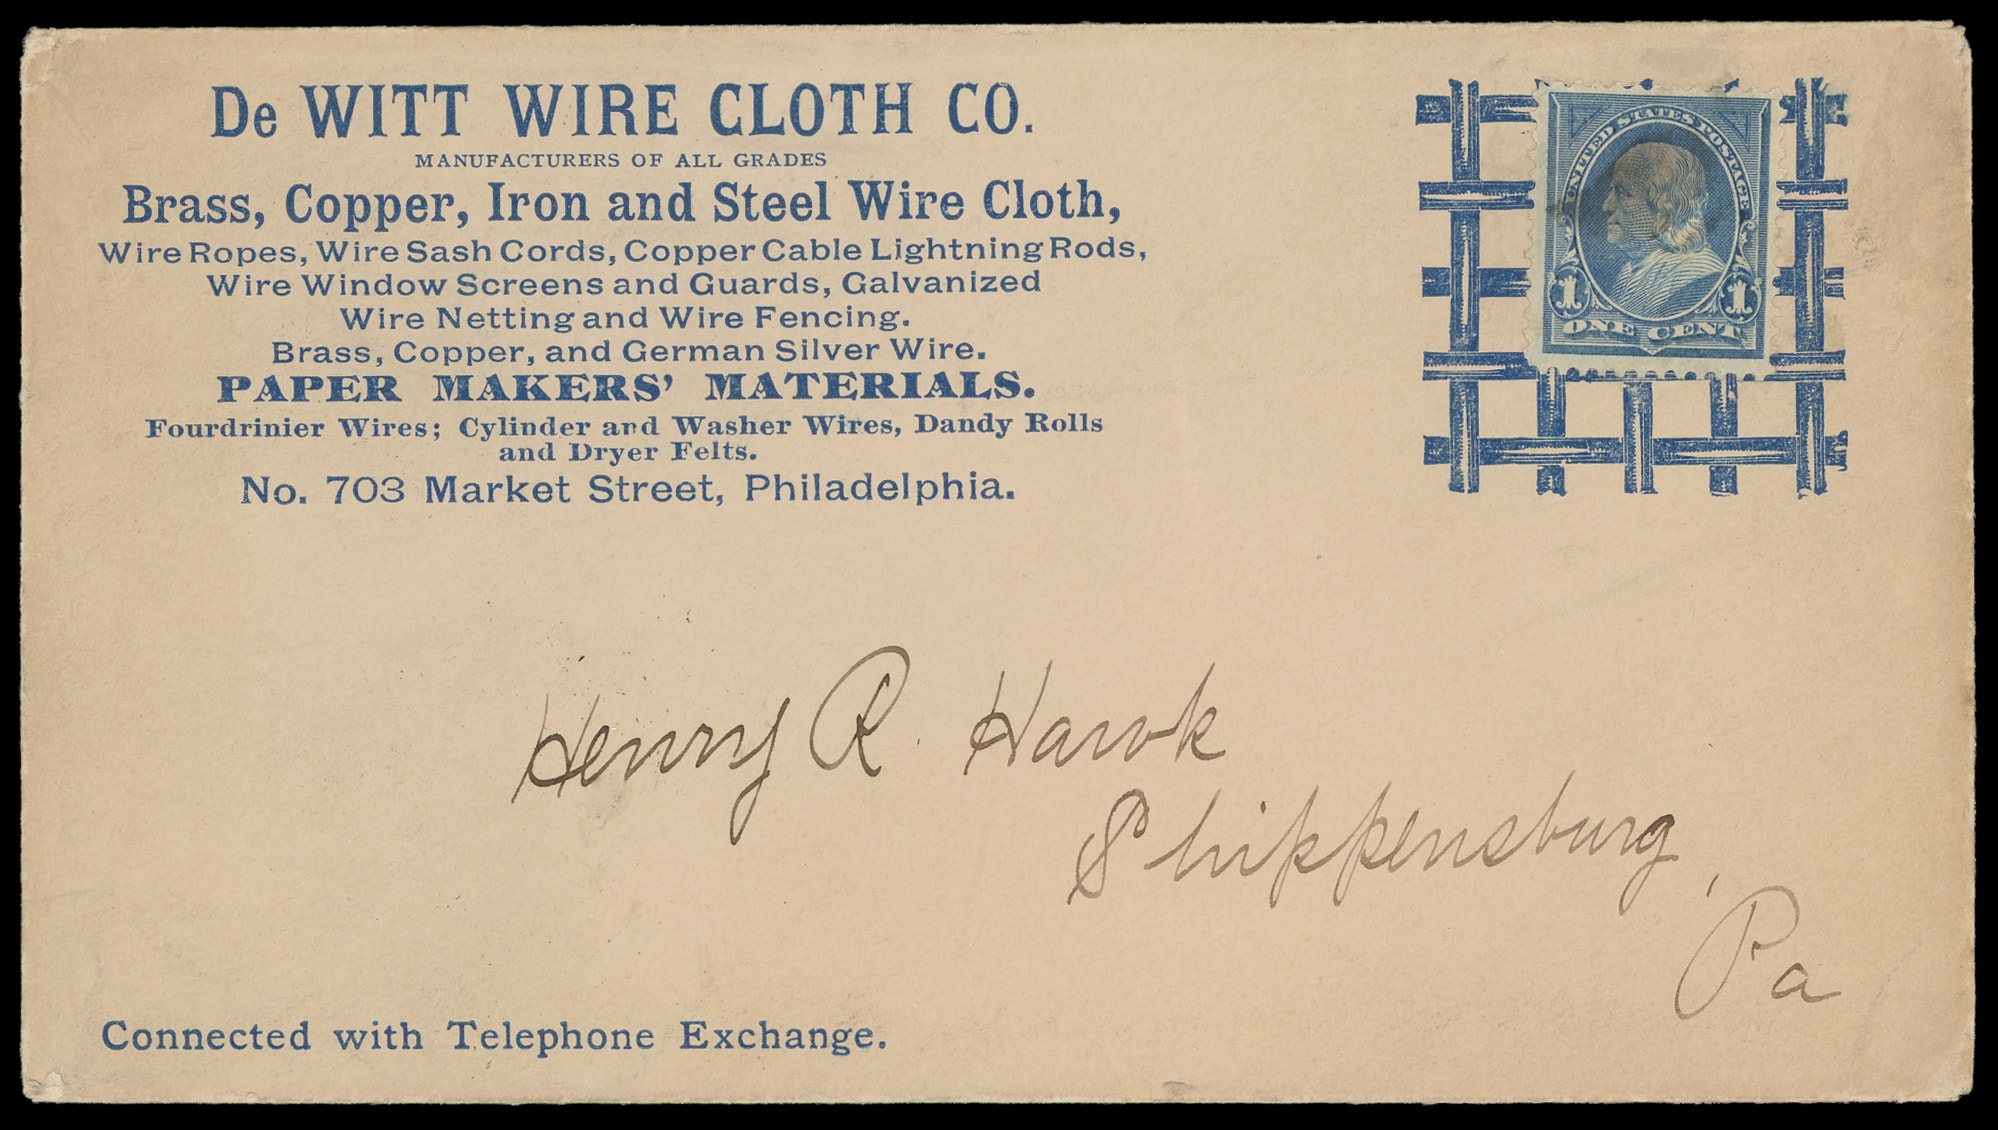 De WITT WIRE CLOTH CO.
MANUFACTURERS OF ALL GRADES
Brass, Copper, Iron and Steel Wire Cloth,
Wire Ropes, Wire Sash Cords, Copper Cable Lightning Rods,
Wire Window Screens and Guards, Galvanized
Wire Netting and Wire Fencing.
Brass, Copper, and German Silver Wire.
PAPER MAKERS' MATERIALS.
Fourdrinier Wires; Cylinder and Washer Wires, Dandy Rolls
and Dryer Felts.
No. 703 Market Street, Philadelphia.
UNITED STATES POSTAGE
1 1
ONE CENT
Henry R. Hawk
Shippensburg,
Pa
Connected with Telephone Exchange.